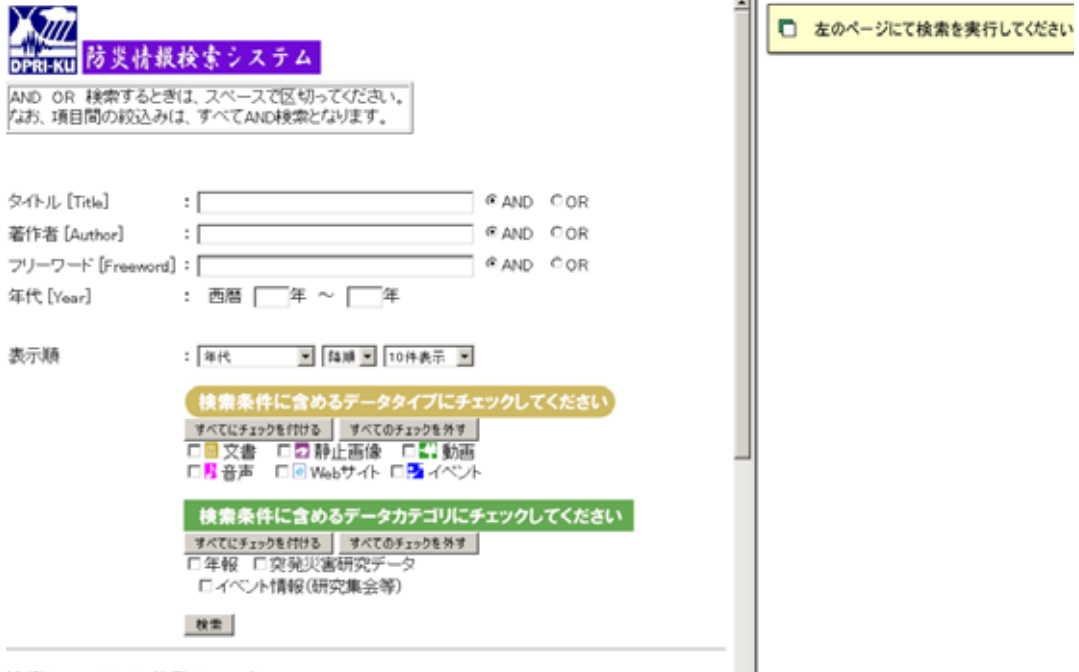 DPRI-KU 防災情報検索システム
AND OR 検索するときは、スペースで区切ってください。
なお、項目間の絞込みは、すべてAND検索となります。
タイトル [Title] : AND OR
著作者 [Author] : AND OR
フリーワード [Freeword] : AND OR
年代 [Year] : 西暦 年 ～ 年
表示順 : 年代 降順 10件表示
検索条件に含めるデータタイプにチェックしてください
すべてにチェックを付ける すべてのチェックを外す
文書 静止画像 動画
音声 Webサイト イベント
検索条件に含めるデータカテゴリにチェックしてください
すべてにチェックを付ける すべてのチェックを外す
年報 突発災害研究データ
イベント情報(研究集会等)
検索
左のページにて検索を実行してください